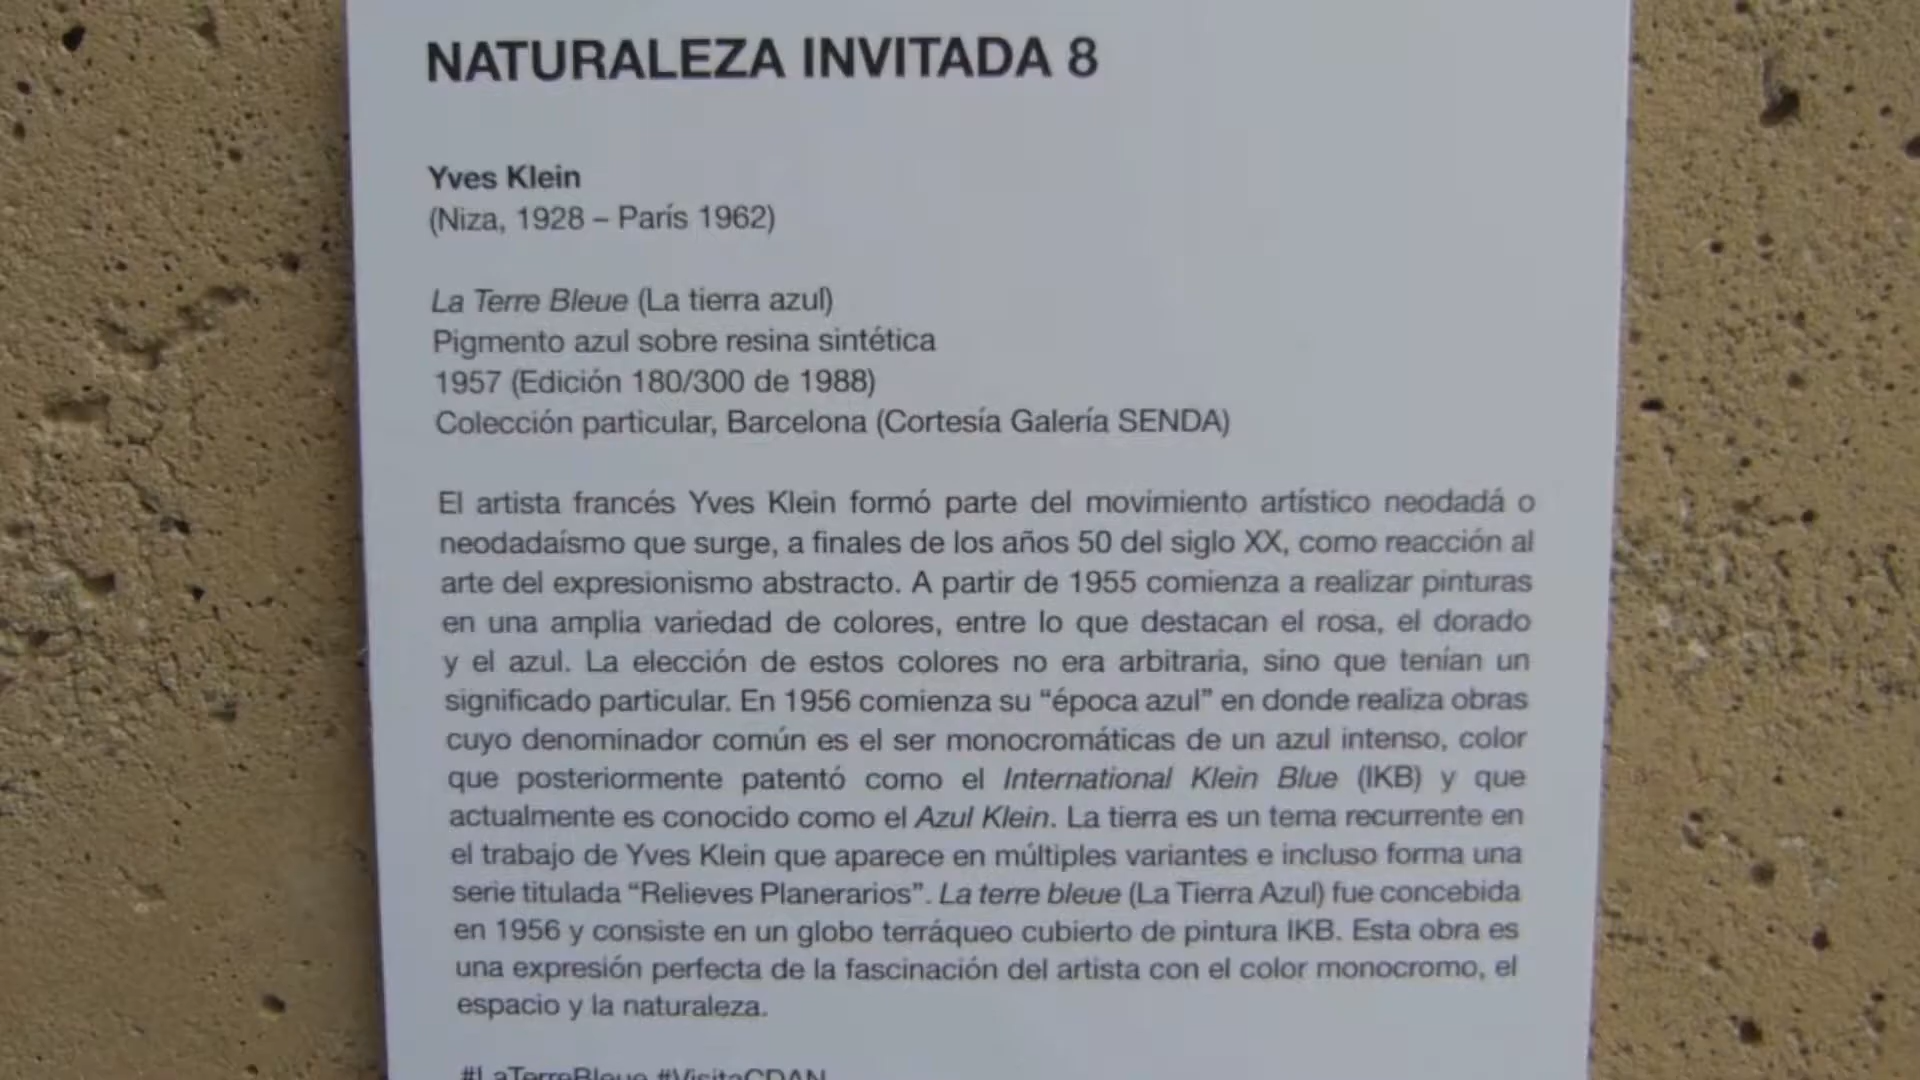 NATURALEZA INVITADA 8
Yves Klein
(Niza, 1928 – París 1962)
La Terre Bleue (La tierra azul)
Pigmento azul sobre resina sintética
1957 (Edición 180/300 de 1988)
Colección particular, Barcelona (Cortesía Galería SENDA)
El artista francés Yves Klein formó parte del movimiento artístico neodadá o
neodadaísmo que surge, a finales de los años 50 del siglo XX, como reacción al
arte del expresionismo abstracto. A partir de 1955 comienza a realizar pinturas
en una amplia variedad de colores, entre lo que destacan el rosa, el dorado
y el azul. La elección de estos colores no era arbitraria, sino que tenían un
significado particular. En 1956 comienza su “época azul” en donde realiza obras
cuyo denominador común es el ser monocromáticas de un azul intenso, color
que posteriormente patentó como el International Klein Blue (IKB) y que
actualmente es conocido como el Azul Klein. La tierra es un tema recurrente en
el trabajo de Yves Klein que aparece en múltiples variantes e incluso forma una
serie titulada “Relieves Planerarios”. La terre bleue (La Tierra Azul) fue concebida
en 1956 y consiste en un globo terráqueo cubierto de pintura IKB. Esta obra es
una expresión perfecta de la fascinación del artista con el color monocromo, el
espacio y la naturaleza.
#LaTerreBleue #VisitaCDAN